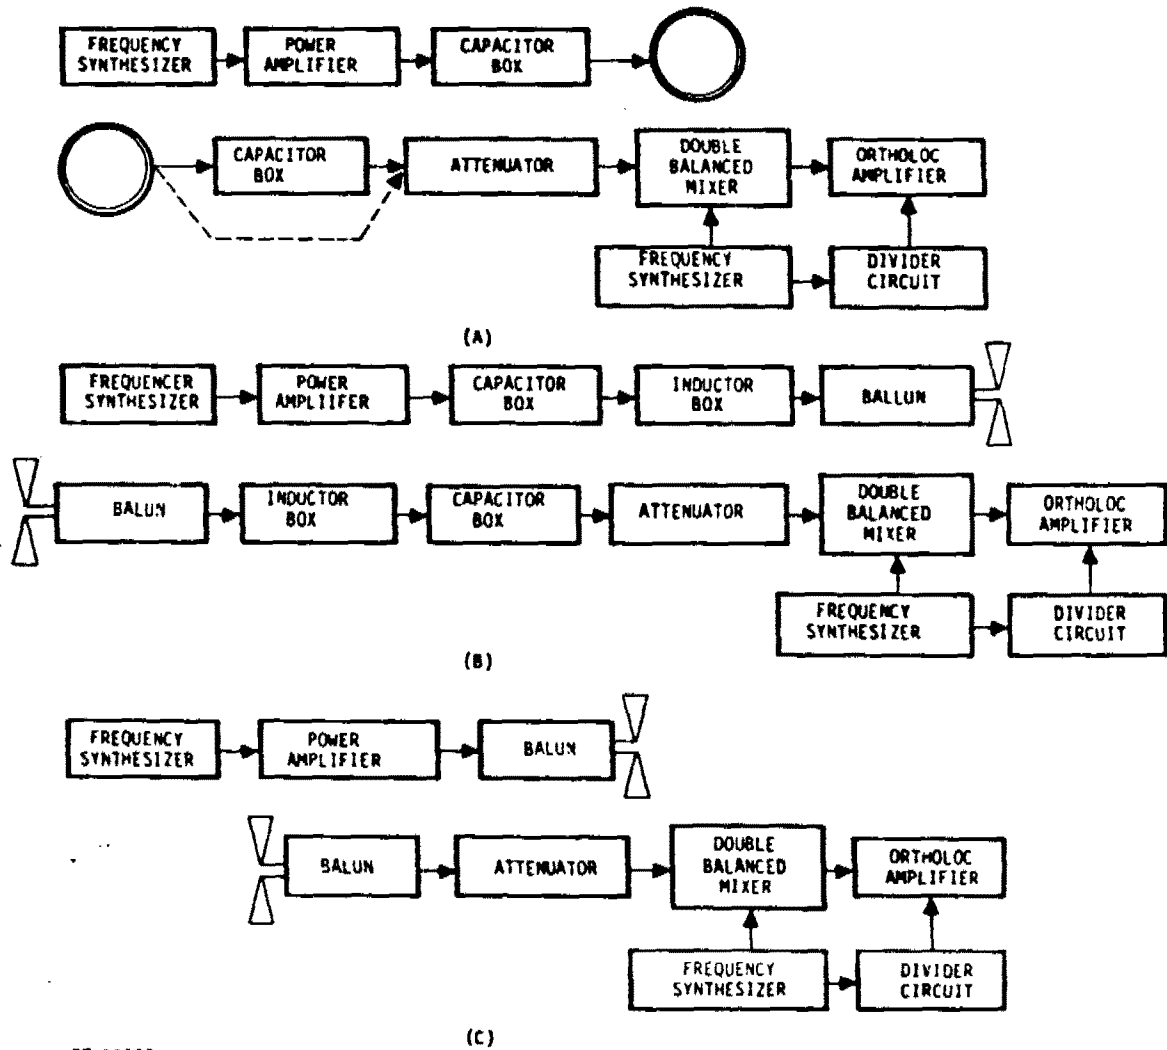 FREQUENCY
SYNTHESIZER
POWER
AMPLIFIER
CAPACITOR
BOX
CAPACITOR
BOX
ATTENUATOR
DOUBLE
BALANCED
MIXER
ORTHOLOC
AMPLIFIER
FREQUENCY
SYNTHESIZER
DIVIDER
CIRCUIT
(A)
FREQUENCER
SYNTHESIZER
POWER
AMPLIIFER
CAPACITOR
BOX
INDUCTOR
BOX
BALLUN
BALUN
INDUCTOR
BOX
CAPACITOR
BOX
ATTENUATOR
DOUBLE
BALANCED
MIXER
ORTHOLOC
AMPLIFIER
FREQUENCY
SYNTHESIZER
DIVIDER
CIRCUIT
(B)
FREQUENCY
SYNTHESIZER
POWER
AMPLIFIER
BALUN
BALUN
ATTENUATOR
DOUBLE
BALANCED
MIXER
ORTHOLOC
AMPLIFIER
FREQUENCY
SYNTHESIZER
DIVIDER
CIRCUIT
(C)